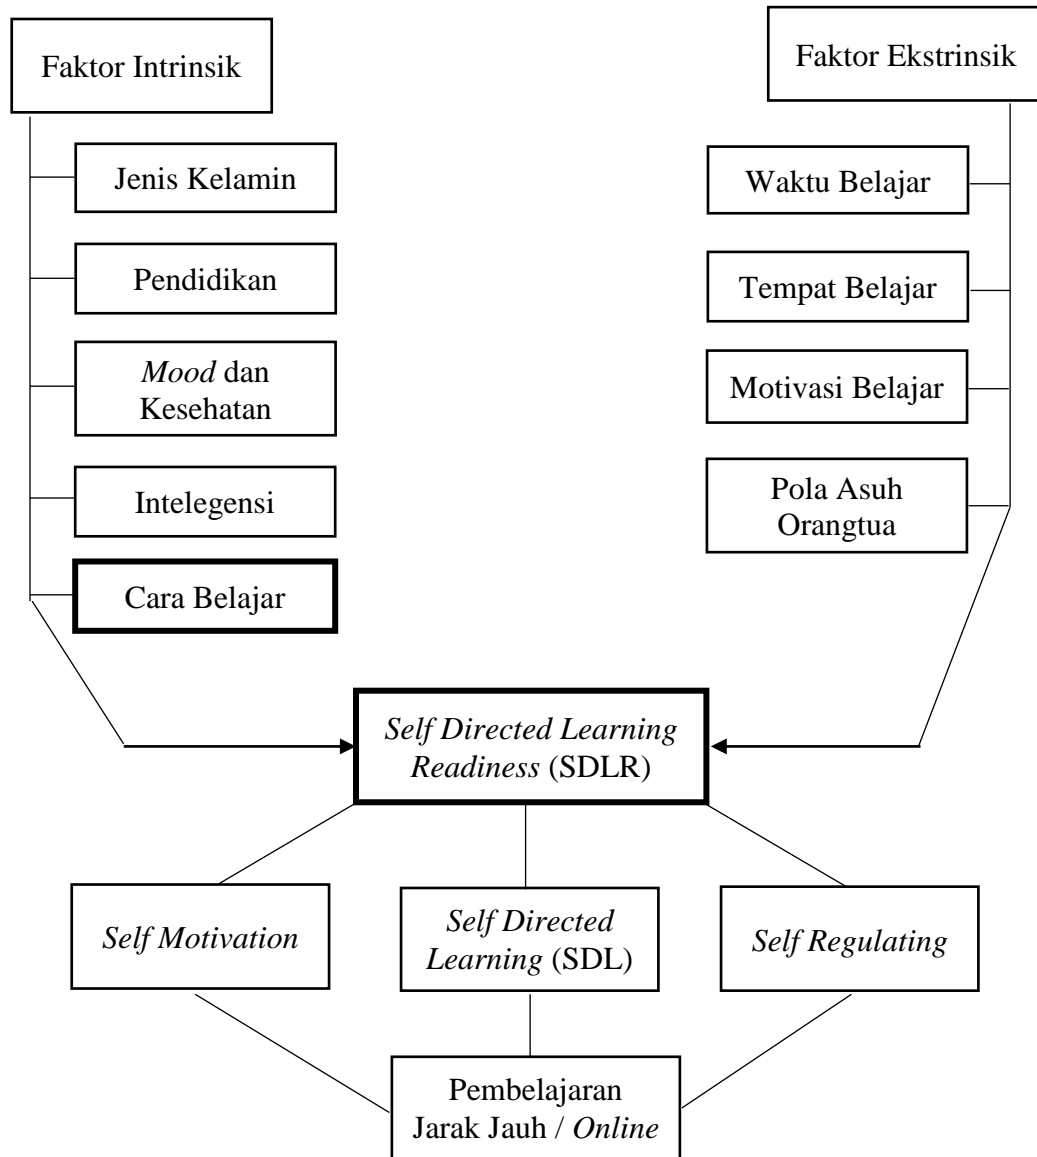 Faktor Intrinsik
Jenis Kelamin
Pendidikan
Mood dan
Kesehatan
Intelegensi
Cara Belajar
Faktor Ekstrinsik
Waktu Belajar
Tempat Belajar
Motivasi Belajar
Pola Asuh
Orangtua
Self Directed Learning
Readiness (SDLR)
Self Motivation
Self Directed
Learning (SDL)
Self Regulating
Pembelajaran
Jarak Jauh / Online